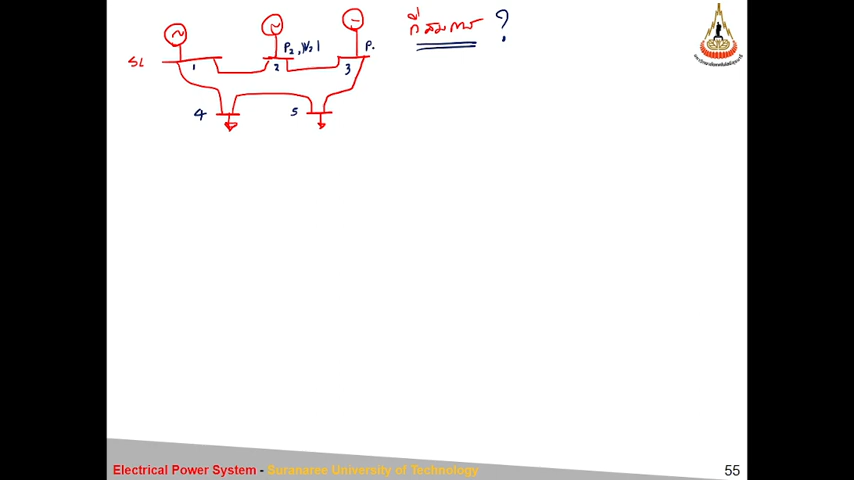 กี่สมการ ?
SL
1
2
P₂, |V₂|
3
P.
4
5
Electrical Power System - Suranaree University of Technology
55